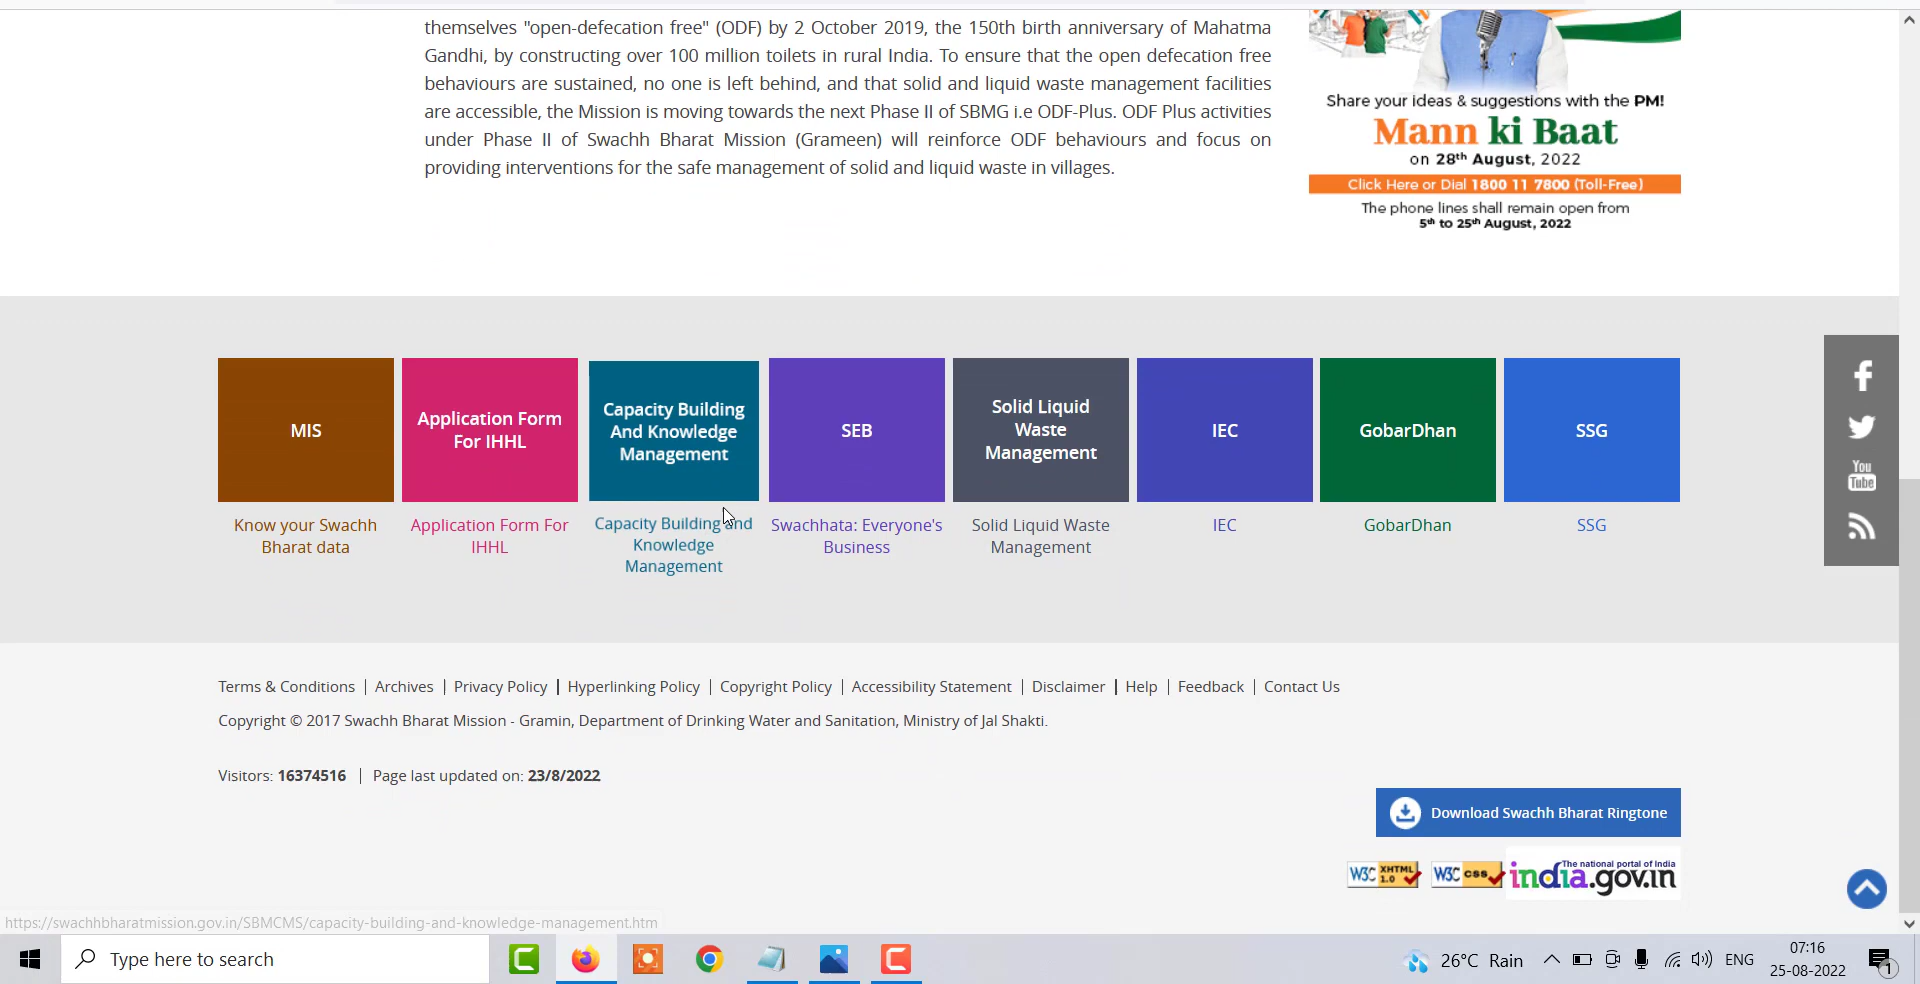 themselves "open-defecation free" (ODF) by 2 October 2019, the 150th birth anniversary of Mahatma
Gandhi, by constructing over 100 million toilets in rural India. To ensure that the open defecation free
behaviours are sustained, no one is left behind, and that solid and liquid waste management facilities
are accessible, the Mission is moving towards the next Phase II of SBMG i.e ODF-Plus. ODF Plus activities
under Phase II of Swachh Bharat Mission (Grameen) will reinforce ODF behaviours and focus on
providing interventions for the safe management of solid and liquid waste in villages.
Share your ideas & suggestions with the PM!
Mann ki Baat
on 28th August, 2022
Click Here or Dial 1800 11 7800 (Toll-Free)
The phone lines shall remain open from
5th to 25th August, 2022
MIS
Application Form
For IHHL
Capacity Building
And Knowledge
Management
SEB
Solid Liquid
Waste
Management
IEC
GobarDhan
SSG
Know your Swachh
Bharat data
Application Form For
IHHL
Capacity Building and
Knowledge
Management
Swachhata: Everyone's
Business
Solid Liquid Waste
Management
IEC
GobarDhan
SSG
You
Tube
Terms & Conditions | Archives | Privacy Policy | Hyperlinking Policy | Copyright Policy | Accessibility Statement | Disclaimer | Help | Feedback | Contact Us
Copyright © 2017 Swachh Bharat Mission - Gramin, Department of Drinking Water and Sanitation, Ministry of Jal Shakti.
Visitors: 16374516 | Page last updated on: 23/8/2022
Download Swachh Bharat Ringtone
W3C XHTML 1.0
W3C css
The national portal of India
india.gov.in
https://swachhbharatmission.gov.in/SBMCMS/capacity-building-and-knowledge-management.htm
Type here to search
26°C Rain
ENG
07:16
25-08-2022
1